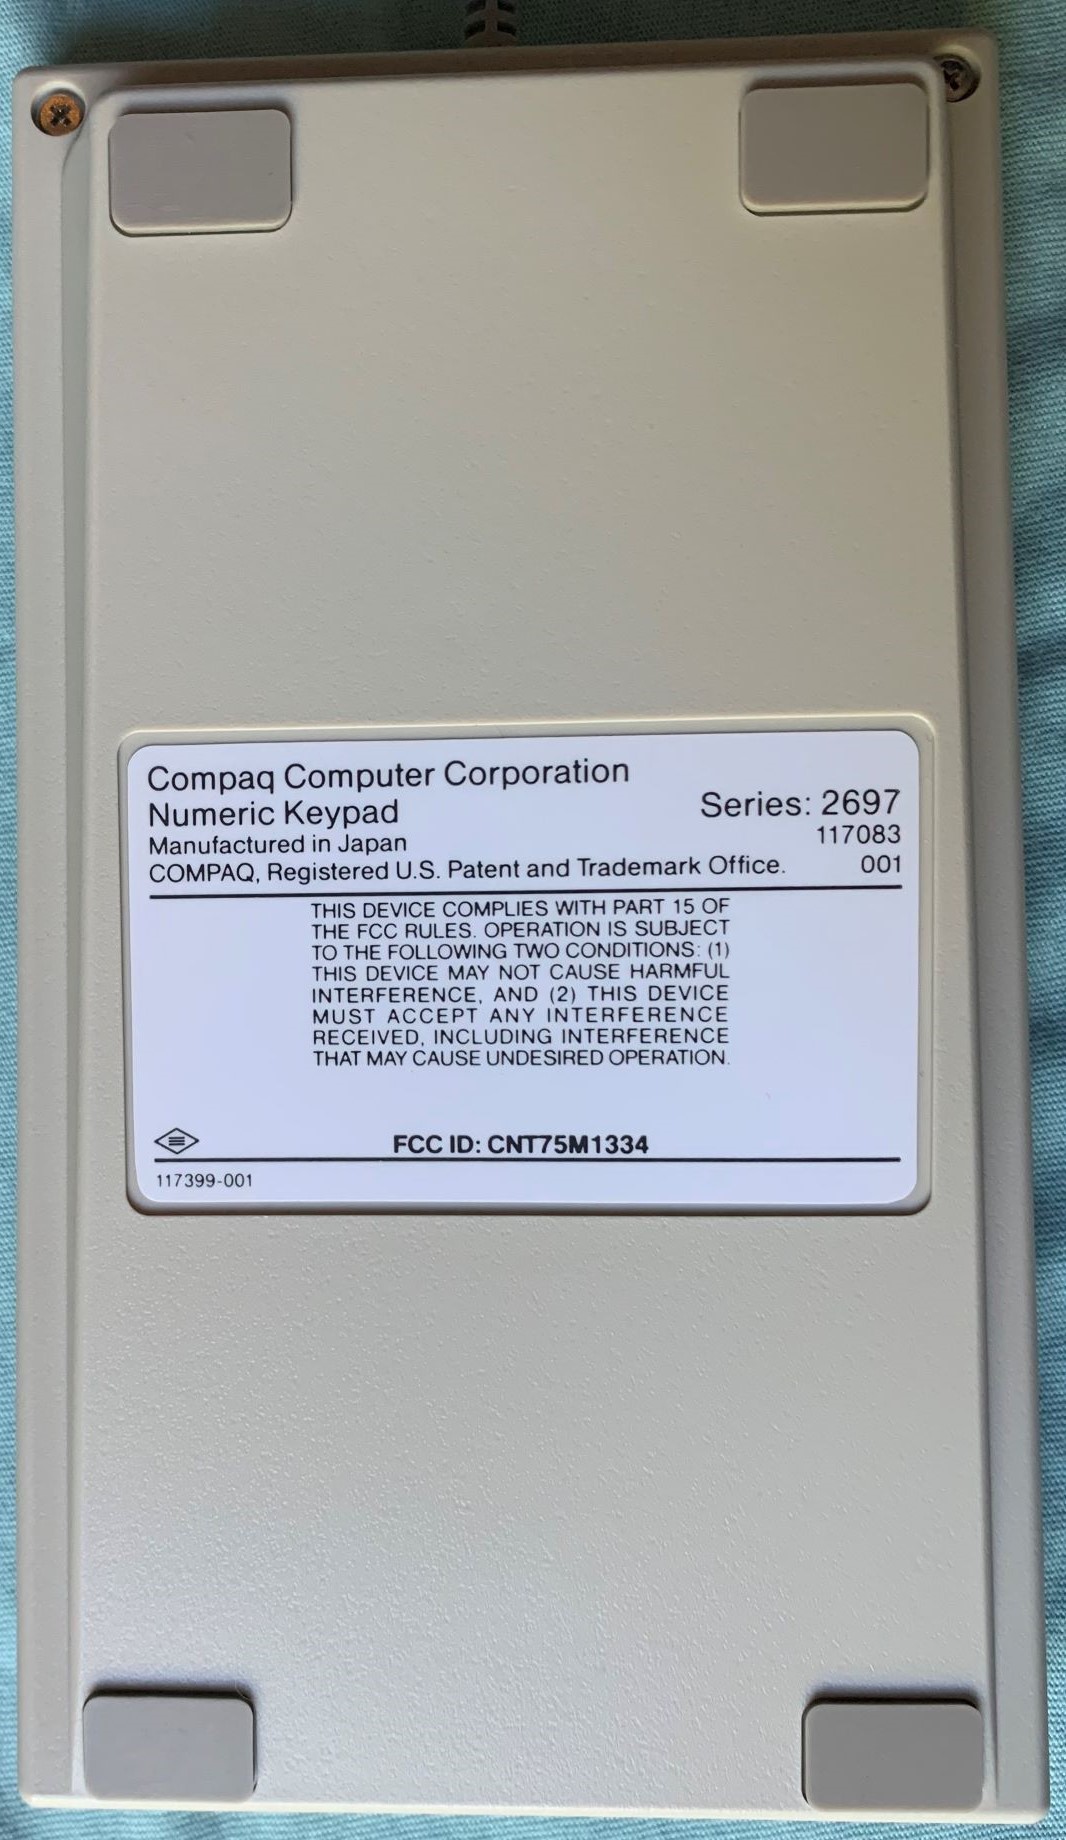 Compaq Computer Corporation
Numeric Keypad
Series: 2697
Manufactured in Japan
117083
COMPAQ, Registered U.S. Patent and Trademark Office.
001
THIS DEVICE COMPLIES WITH PART 15 OF
THE FCC RULES. OPERATION IS SUBJECT
TO THE FOLLOWING TWO CONDITIONS: (1)
THIS DEVICE MAY NOT CAUSE HARMFUL
INTERFERENCE, AND (2) THIS DEVICE
MUST ACCEPT ANY INTERFERENCE
RECEIVED, INCLUDING INTERFERENCE
THAT MAY CAUSE UNDESIRED OPERATION.
FCC ID: CNT75M1334
117399-001